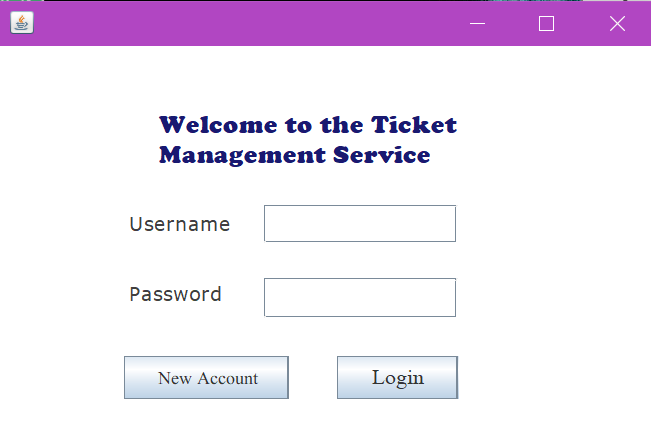 Welcome to the Ticket
Management Service
Username
Password
New Account
Login